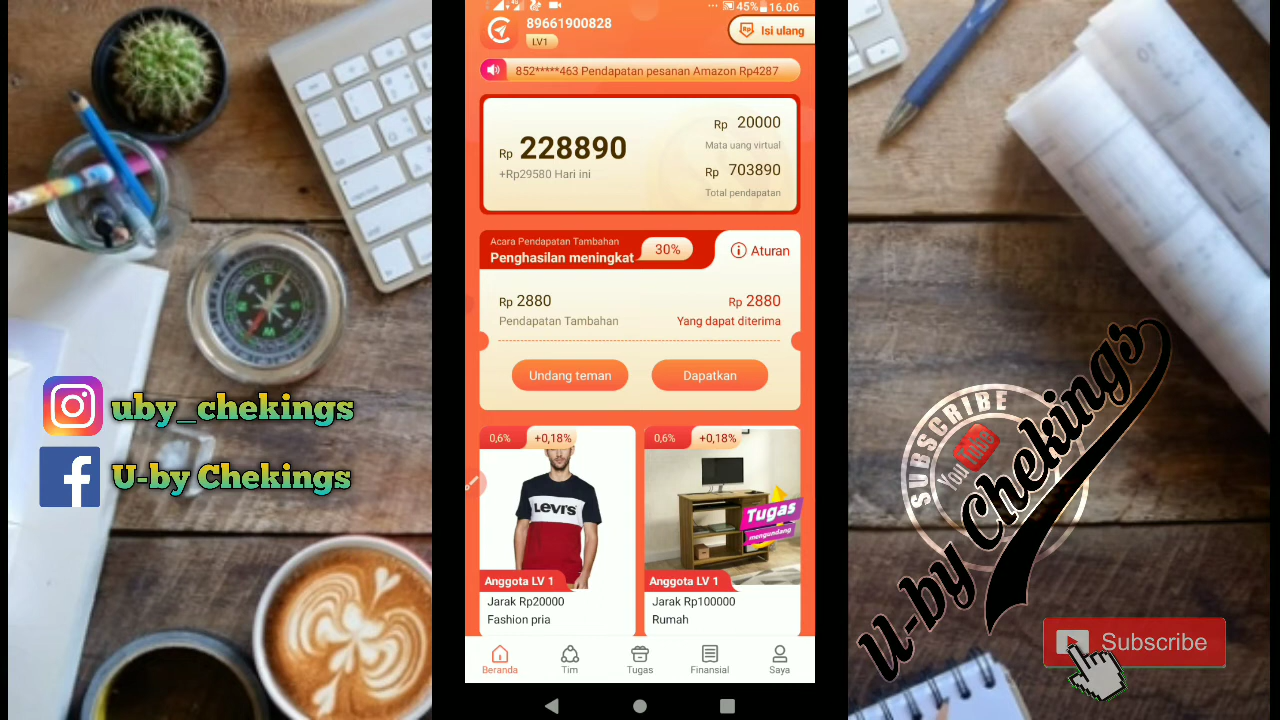 45% 16.06
89661900828
LV1
Isi ulang
852*****463 Pendapatan pesanan Amazon Rp4287
Rp 228890
+Rp29580 Hari ini
Rp 20000
Mata uang virtual
Rp 703890
Total pendapatan
Acara Pendapatan Tambahan
Penghasilan meningkat
30%
Aturan
Rp 2880
Pendapatan Tambahan
Rp 2880
Yang dapat diterima
Undang teman
Dapatkan
0,6%
+0,18%
Levi's
Anggota LV 1
Jarak Rp20000
Fashion pria
0,6%
+0,18%
Tugas
mengundang
Anggota LV 1
Jarak Rp100000
Rumah
Beranda
Tim
Tugas
Finansial
Saya
uby_chekings
U-by Chekings
SUBSCRIBE
YouTube
U-by Chekings
Subscribe